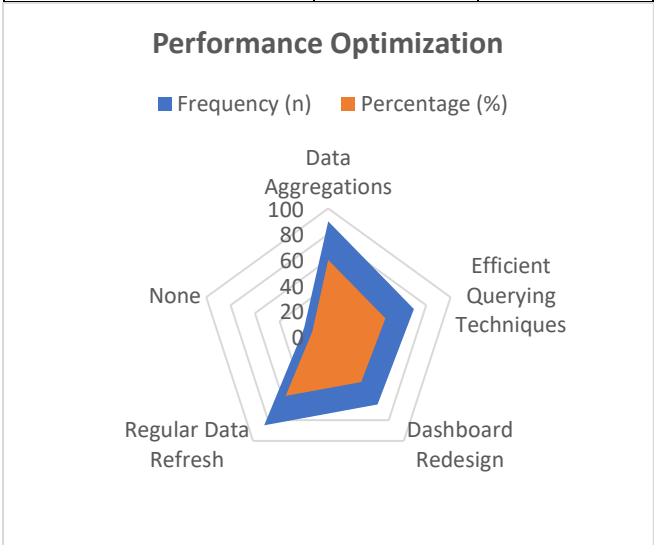 Performance Optimization
Frequency (n) Percentage (%)
Data
Aggregations
100
80
60
40
20
0
Efficient
Querying
Techniques
None
Regular Data
Refresh
Dashboard
Redesign